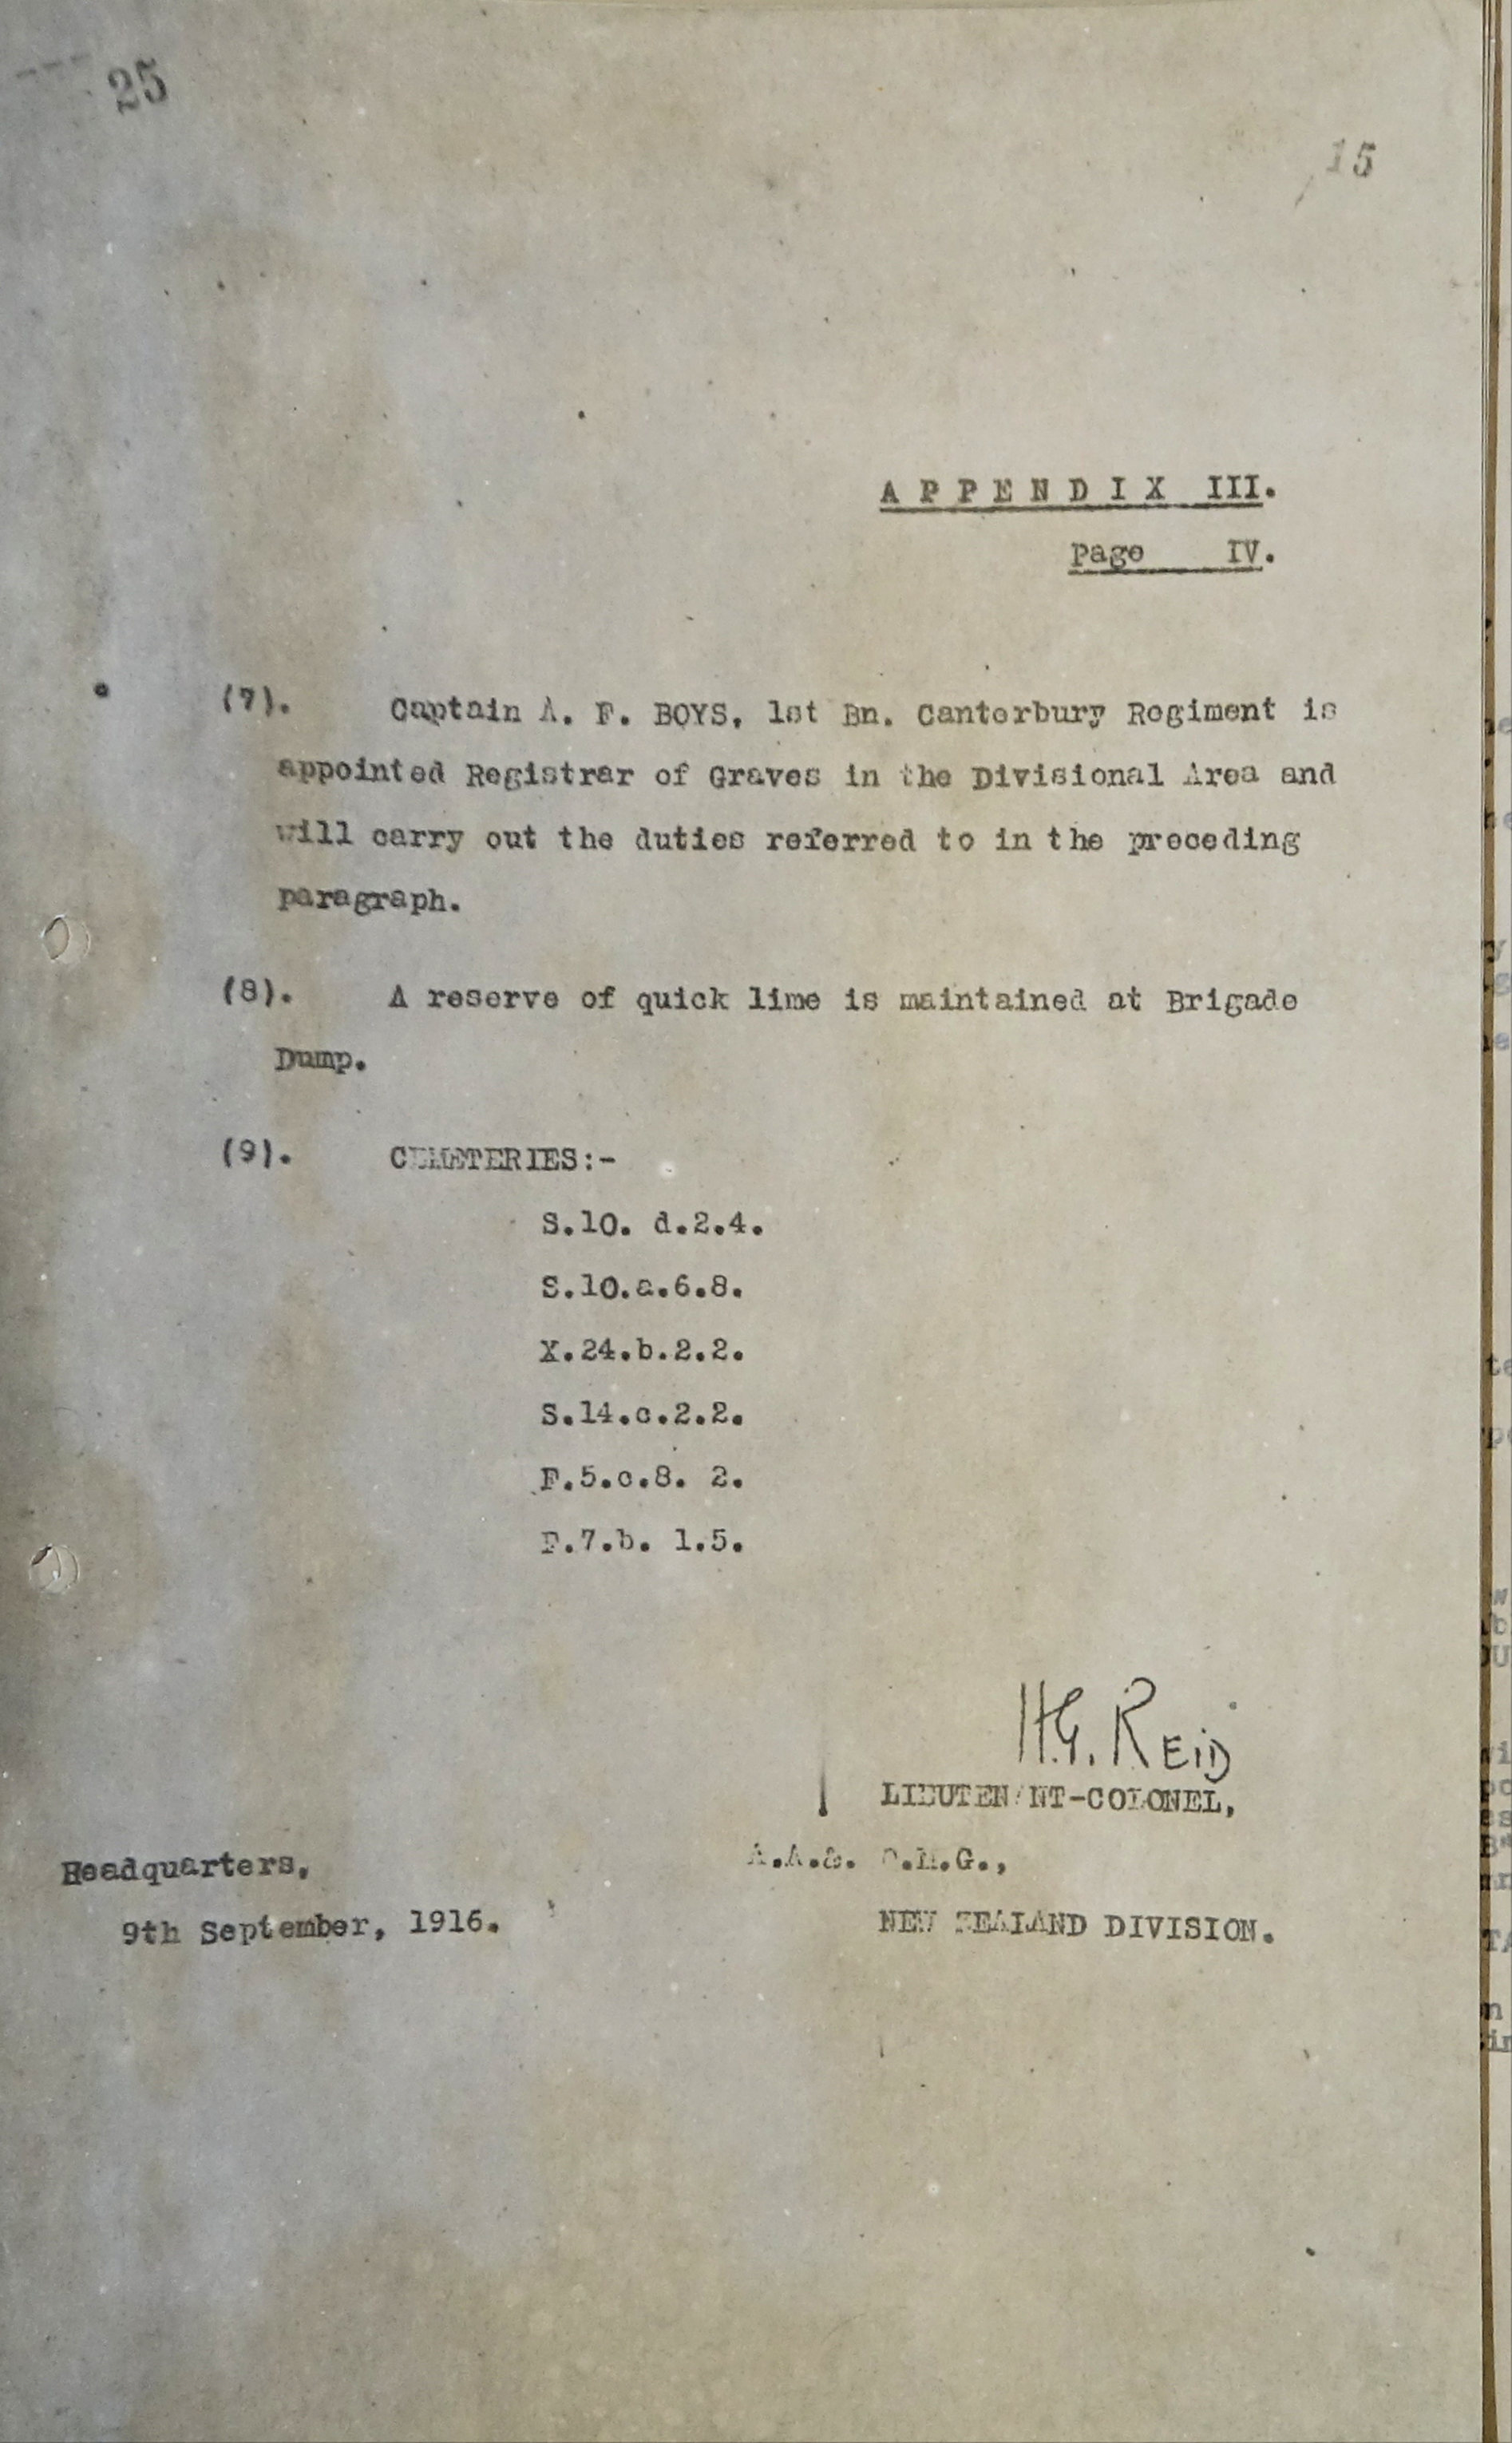 25
15
APPENDIX III.
Page IV.
(7). Captain A. F. BOYS, 1st Bn. Canterbury Regiment is
appointed Registrar of Graves in the Divisional Area and
will carry out the duties referred to in the preceding
paragraph.
(8). A reserve of quick lime is maintained at Brigade
Dump.
(9). CEMETERIES:-
S.10. d.2.4.
S.10.a.6.8.
X.24.b.2.2.
S.14.c.2.2.
F.5.c.8. 2.
F.7.b. 1.5.
H.G. REID
LIEUTENANT-COLONEL,
A.A.&. Q.M.G.,
Headquarters,
9th September, 1916.
NEW ZEALAND DIVISION.